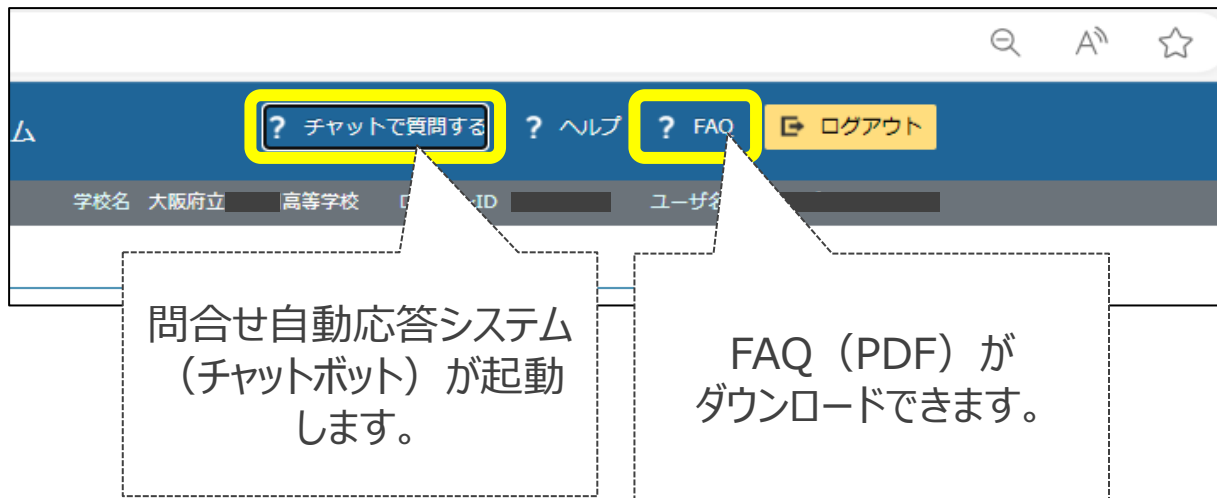 ム
? チャットで質問する ? ヘルプ ? FAQ ログアウト
学校名 大阪府立 高等学校 ID ユーザ
問合せ自動応答システム
（チャットボット）が起動
します。
FAQ（PDF）が
ダウンロードできます。